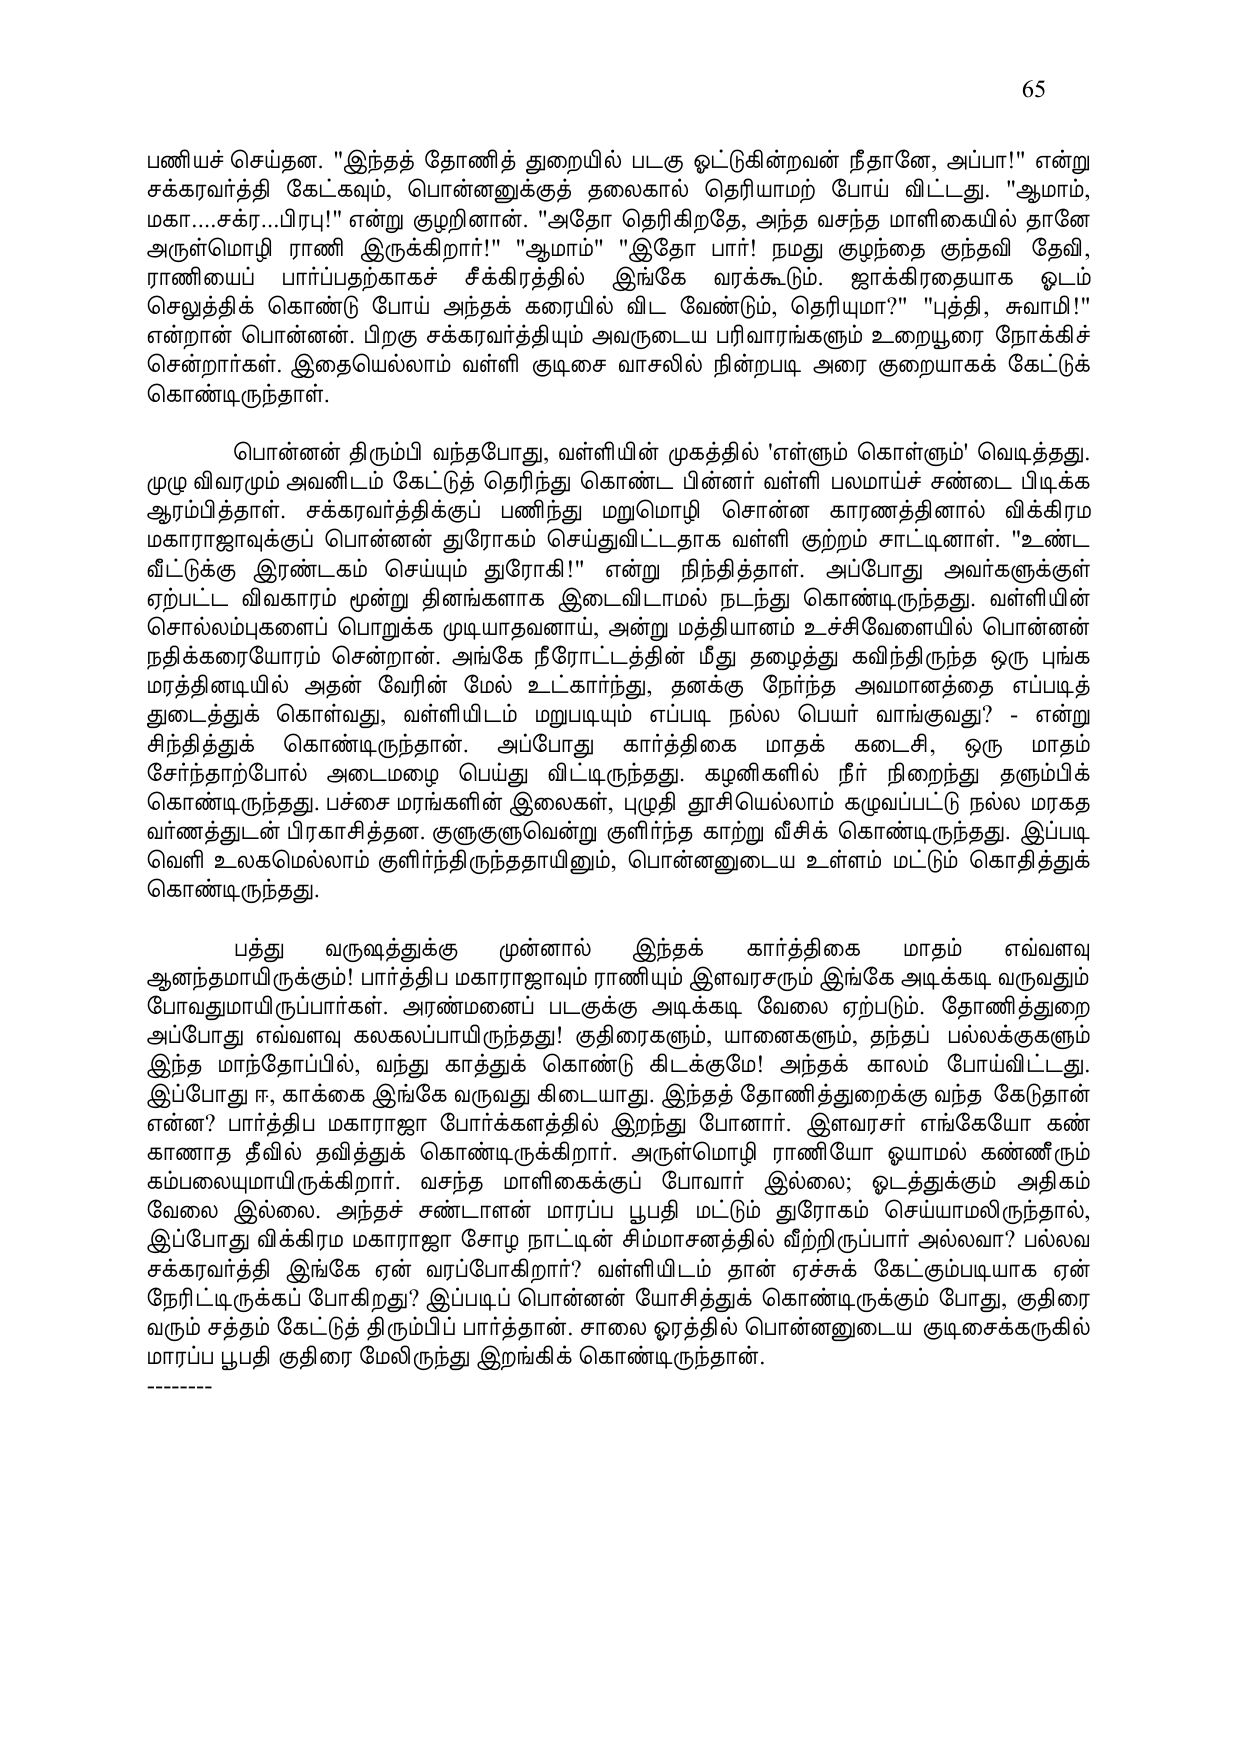 65
பணியச் செய்தன. "இந்தத் தோணித் துறையில் படகு ஓட்டுகின்றவன் நீதானே, அப்பா!" என்று
சக்கரவர்த்தி கேட்கவும், பொன்னனுக்குத் தலைகால் தெரியாமற் போய் விட்டது. "ஆமாம்,
மகா....சக்ர...பிரபு!" என்று குழறினான். "அதோ தெரிகிறதே, அந்த வசந்த மாளிகையில் தானே
அருள்மொழி ராணி இருக்கிறார்!" "ஆமாம்" "இதோ பார்! நமது குழந்தை குந்தவி தேவி,
ராணியைப் பார்ப்பதற்காகச் சீக்கிரத்தில் இங்கே வரக்கூடும். ஜாக்கிரதையாக ஓடம்
செலுத்திக் கொண்டு போய் அந்தக் கரையில் விட வேண்டும், தெரியுமா?" "புத்தி, சுவாமி!"
என்றான் பொன்னன். பிறகு சக்கரவர்த்தியும் அவருடைய பரிவாரங்களும் உறையூரை நோக்கிச்
சென்றார்கள். இதையெல்லாம் வள்ளி குடிசை வாசலில் நின்றபடி அரை குறையாகக் கேட்டுக்
கொண்டிருந்தாள்.
பொன்னன் திரும்பி வந்தபோது, வள்ளியின் முகத்தில் 'எள்ளும் கொள்ளும்' வெடித்தது.
முழு விவரமும் அவனிடம் கேட்டுத் தெரிந்து கொண்ட பின்னர் வள்ளி பலமாய்ச் சண்டை பிடிக்க
ஆரம்பித்தாள். சக்கரவர்த்திக்குப் பணிந்து மறுமொழி சொன்ன காரணத்தினால் விக்கிரம
மகாராஜாவுக்குப் பொன்னன் துரோகம் செய்துவிட்டதாக வள்ளி குற்றம் சாட்டினாள். "உண்ட
வீட்டுக்கு இரண்டகம் செய்யும் துரோகி!" என்று நிந்தித்தாள். அப்போது அவர்களுக்குள்
ஏற்பட்ட விவகாரம் மூன்று தினங்களாக இடைவிடாமல் நடந்து கொண்டிருந்தது. வள்ளியின்
சொல்லம்புகளைப் பொறுக்க முடியாதவனாய், அன்று மத்தியானம் உச்சிவேளையில் பொன்னன்
நதிக்கரையோரம் சென்றான். அங்கே நீரோட்டத்தின் மீது தழைத்து கவிந்திருந்த ஒரு புங்க
மரத்தினடியில் அதன் வேரின் மேல் உட்கார்ந்து, தனக்கு நேர்ந்த அவமானத்தை எப்படித்
துடைத்துக் கொள்வது, வள்ளியிடம் மறுபடியும் எப்படி நல்ல பெயர் வாங்குவது? - என்று
சிந்தித்துக் கொண்டிருந்தான். அப்போது கார்த்திகை மாதக் கடைசி, ஒரு மாதம்
சேர்ந்தாற்போல் அடைமழை பெய்து விட்டிருந்தது. கழனிகளில் நீர் நிறைந்து தளும்பிக்
கொண்டிருந்தது. பச்சை மரங்களின் இலைகள், புழுதி தூசியெல்லாம் கழுவப்பட்டு நல்ல மரகத
வர்ணத்துடன் பிரகாசித்தன. குளுகுளுவென்று குளிர்ந்த காற்று வீசிக் கொண்டிருந்தது. இப்படி
வெளி உலகமெல்லாம் குளிர்ந்திருந்ததாயினும், பொன்னனுடைய உள்ளம் மட்டும் கொதித்துக்
கொண்டிருந்தது.
பத்து வருஷத்துக்கு முன்னால் இந்தக் கார்த்திகை மாதம் எவ்வளவு
ஆனந்தமாயிருக்கும்! பார்த்திப மகாராஜாவும் ராணியும் இளவரசரும் இங்கே அடிக்கடி வருவதும்
போவதுமாயிருப்பார்கள். அரண்மனைப் படகுக்கு அடிக்கடி வேலை ஏற்படும். தோணித்துறை
அப்போது எவ்வளவு கலகலப்பாயிருந்தது! குதிரைகளும், யானைகளும், தந்தப் பல்லக்குகளும்
இந்த மாந்தோப்பில், வந்து காத்துக் கொண்டு கிடக்குமே! அந்தக் காலம் போய்விட்டது.
இப்போது ஈ, காக்கை இங்கே வருவது கிடையாது. இந்தத் தோணித்துறைக்கு வந்த கேடுதான்
என்ன? பார்த்திப மகாராஜா போர்க்களத்தில் இறந்து போனார். இளவரசர் எங்கேயோ கண்
காணாத தீவில் தவித்துக் கொண்டிருக்கிறார். அருள்மொழி ராணியோ ஓயாமல் கண்ணீரும்
கம்பலையுமாயிருக்கிறார். வசந்த மாளிகைக்குப் போவார் இல்லை; ஓடத்துக்கும் அதிகம்
வேலை இல்லை. அந்தச் சண்டாளன் மாரப்ப பூபதி மட்டும் துரோகம் செய்யாமலிருந்தால்,
இப்போது விக்கிரம மகாராஜா சோழ நாட்டின் சிம்மாசனத்தில் வீற்றிருப்பார் அல்லவா? பல்லவ
சக்கரவர்த்தி இங்கே ஏன் வரப்போகிறார்? வள்ளியிடம் தான் ஏச்சுக் கேட்கும்படியாக ஏன்
நேரிட்டிருக்கப் போகிறது? இப்படிப் பொன்னன் யோசித்துக் கொண்டிருக்கும் போது, குதிரை
வரும் சத்தம் கேட்டுத் திரும்பிப் பார்த்தான். சாலை ஓரத்தில் பொன்னனுடைய குடிசைக்கருகில்
மாரப்ப பூபதி குதிரை மேலிருந்து இறங்கிக் கொண்டிருந்தான்.
--------